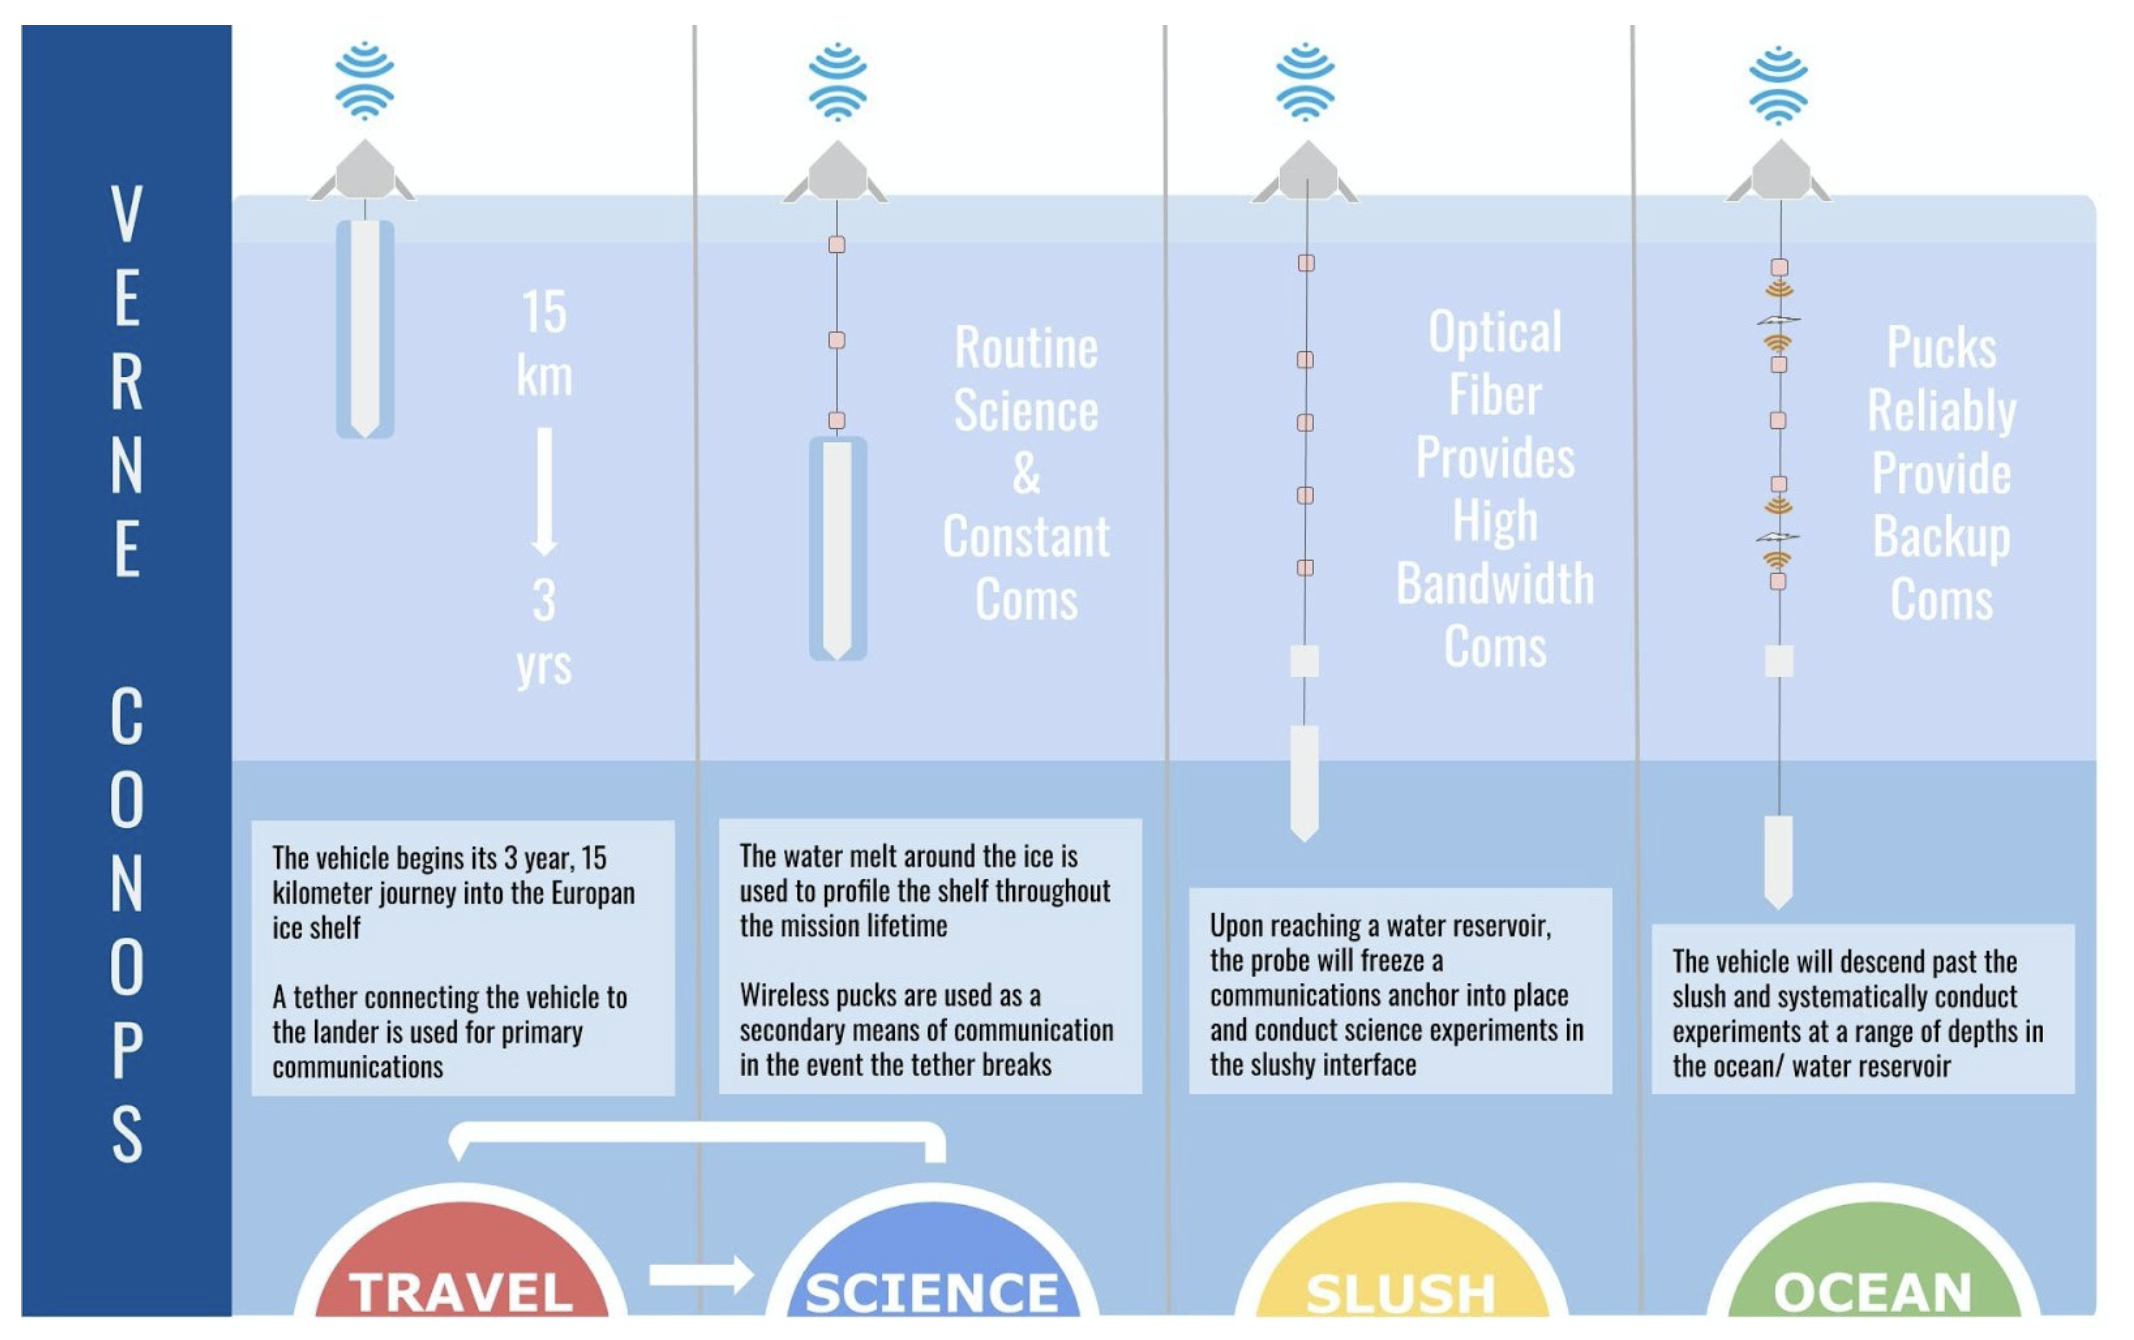 VERNE CONOPS
15
km
3
yrs
The vehicle begins its 3 year, 15
kilometer journey into the Europan
ice shelf
A tether connecting the vehicle to
the lander is used for primary
communications
TRAVEL
Routine
Science
&
Constant
Coms
The water melt around the ice is
used to profile the shelf throughout
the mission lifetime
Wireless pucks are used as a
secondary means of communication
in the event the tether breaks
SCIENCE
Optical
Fiber
Provides
High
Bandwidth
Coms
Upon reaching a water reservoir,
the probe will freeze a
communications anchor into place
and conduct science experiments in
the slushy interface
SLUSH
Pucks
Reliably
Provide
Backup
Coms
The vehicle will descend past the
slush and systematically conduct
experiments at a range of depths in
the ocean/ water reservoir
OCEAN